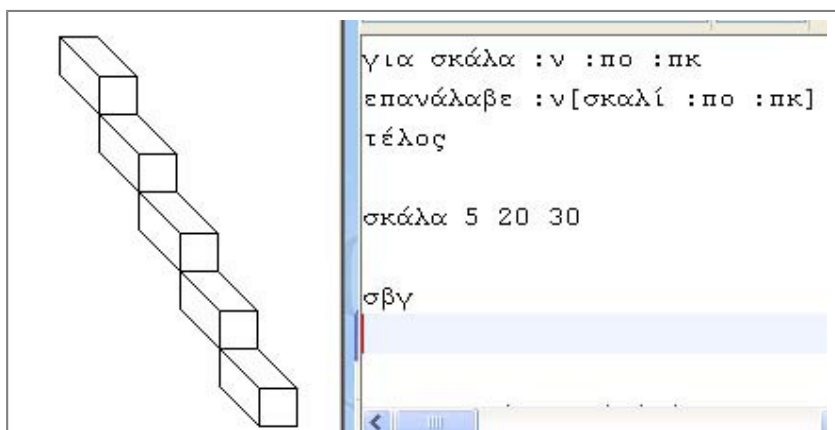 για σκάλα :ν :πο :πκ
επανάλαβε :ν[σκαλί :πο :πκ]
τέλος
σκάλα 5 20 30
σβγ